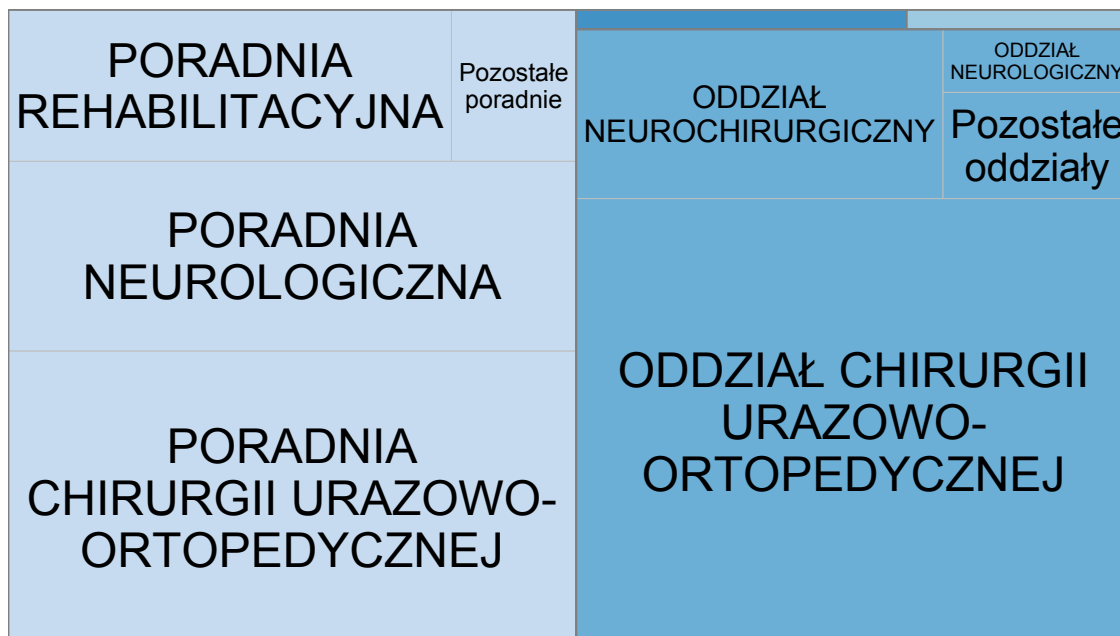 PORADNIA
REHABILITACYJNA
Pozostałe
poradnie
PORADNIA
NEUROLOGICZNA
PORADNIA
CHIRURGII URAZOWO-
ORTOPEDYCZNEJ
ODDZIAŁ
NEUROCHIRURGICZNY
ODDZIAŁ
NEUROLOGICZNY
Pozostałe
oddziały
ODDZIAŁ CHIRURGII
URAZOWO-
ORTOPEDYCZNEJ